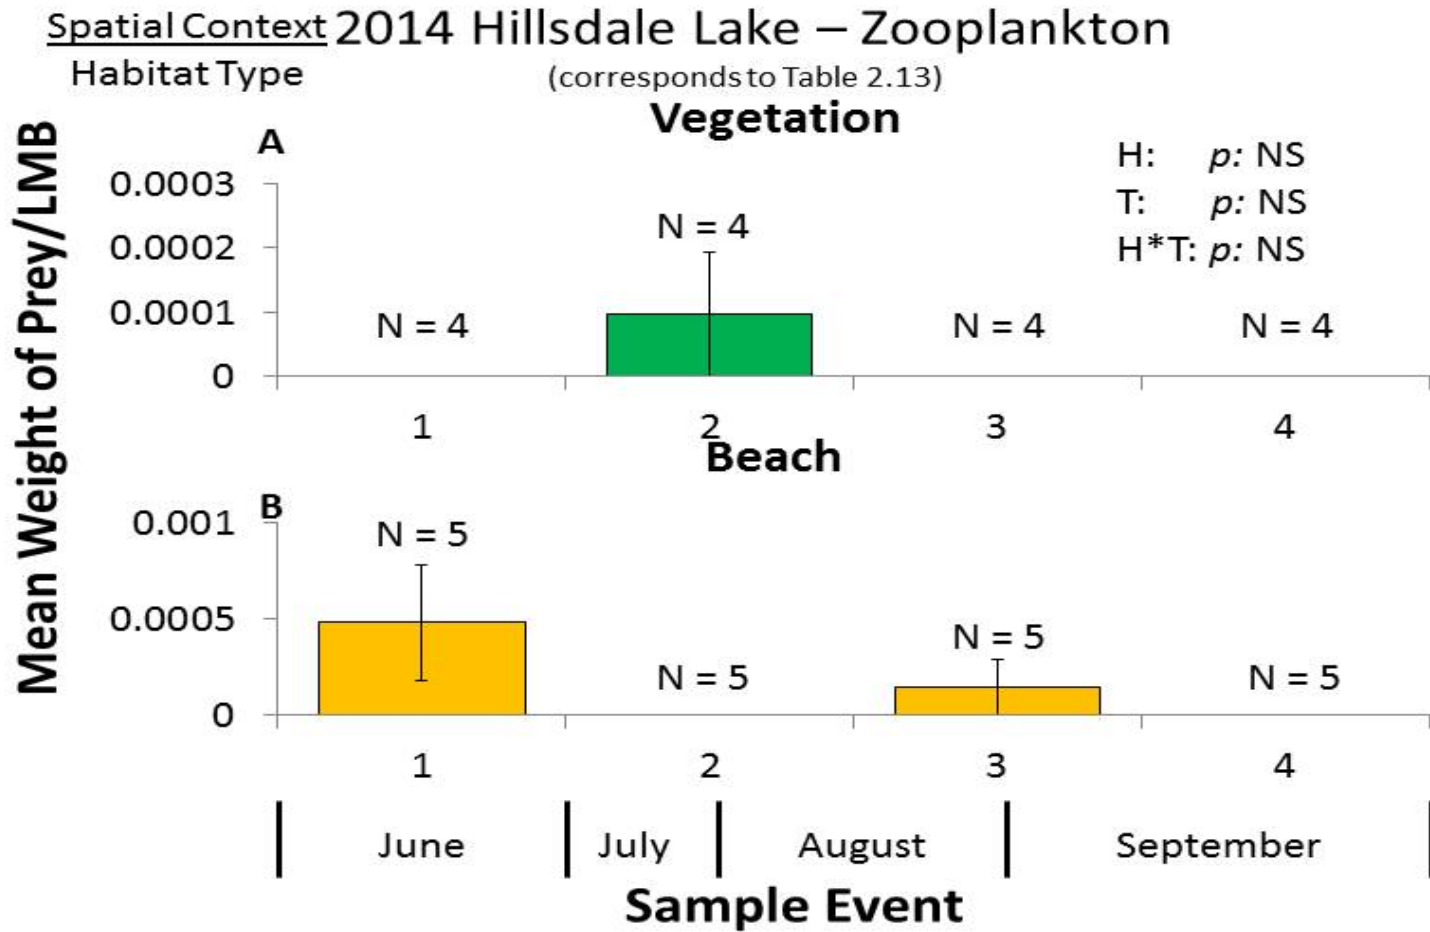 Spatial Context 2014 Hillsdale Lake – Zooplankton
Habitat Type (corresponds to Table 2.13)
Vegetation
Mean Weight of Prey/LMB
A
H: p: NS
T: p: NS
H*T: p: NS
0.0003
0.0002
0.0001
0
N = 4
N = 4
N = 4
N = 4
1 2 3 4
Beach
B
0.001
0.0005
0
N = 5
N = 5
N = 5
N = 5
1 2 3 4
June July August September
Sample Event